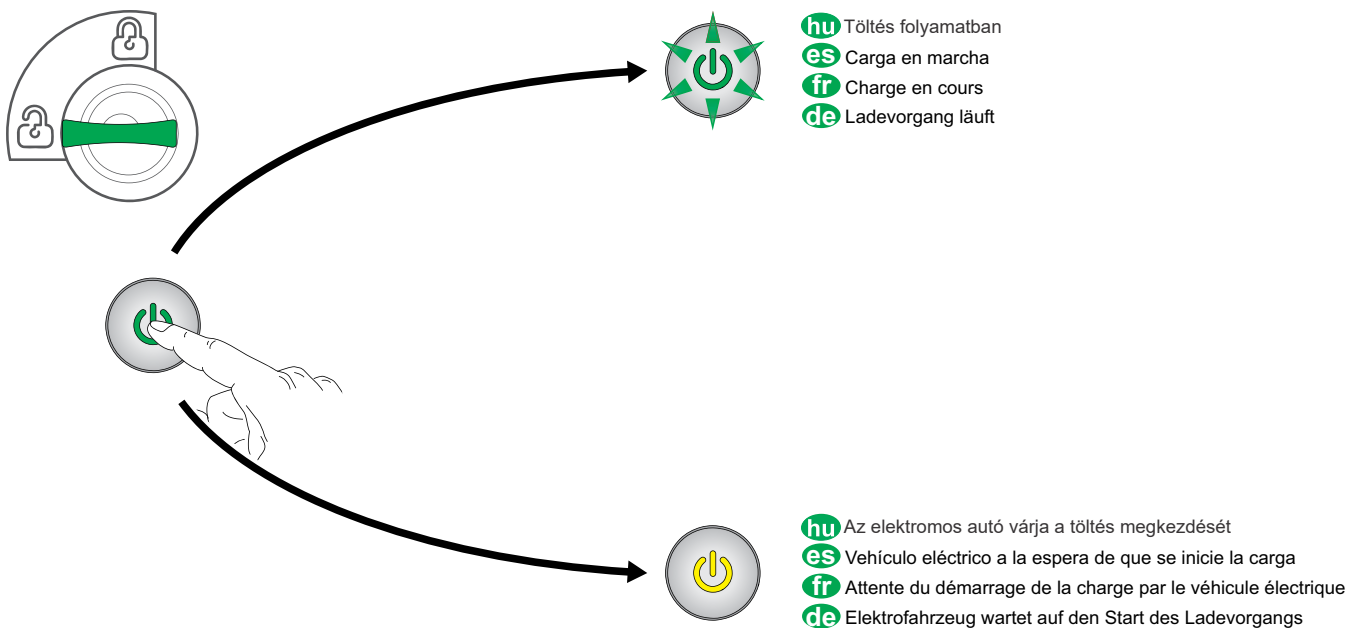 hu Töltés folyamatban
es Carga en marcha
fr Charge en cours
de Ladevorgang läuft
hu Az elektromos autó várja a töltés megkezdését
es Vehículo eléctrico a la espera de que se inicie la carga
fr Attente du démarrage de la charge par le véhicule électrique
de Elektrofahrzeug wartet auf den Start des Ladevorgangs